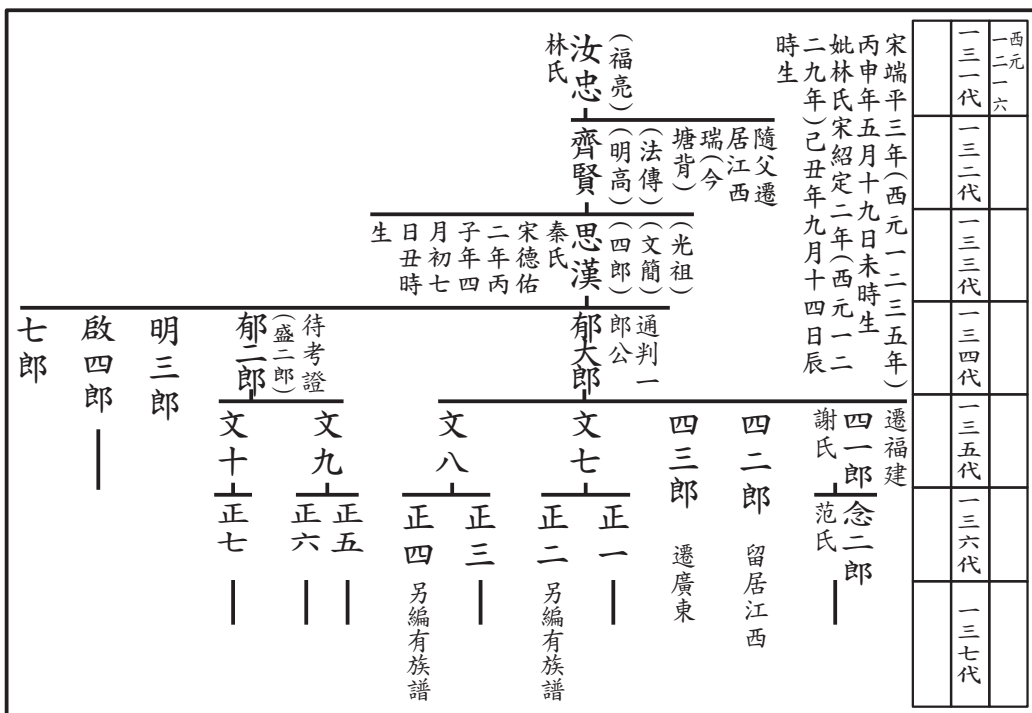 西元
一二一六
一三一代
一三二代
一三三代
一三四代
一三五代
一三六代
一三七代
宋端平三年(西元一二三五年)
丙申年五月十九日未時生
妣林氏宋紹定二年(西元一二
二九年)己丑年九月十四日辰
時生
(福亮)
汝忠
林氏
隨父遷
居江西
瑞(今
塘背)
(法傳)
(明高)
齊賢
(光祖)
(文簡)
(四郎)
思漢
秦氏
宋德佑
二年丙
子年四
月初七
日丑時
生
通判一
郎公
郁大郎
待考證
(盛二郎)
郁二郎
明三郎
啟四郎
七郎
遷福建
四一郎
謝氏
四二郎
留居江西
四三郎
遷廣東
文七
文八
文九
文十
念二郎
范氏
正一
正二
另編有族譜
正三
正四
另編有族譜
正五
正六
正七